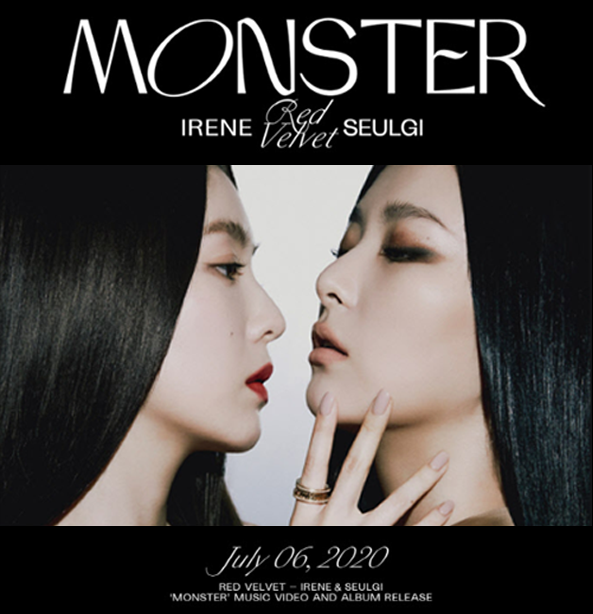 MONSTER
IRENE Red Velvet SEULGI
July 06, 2020
RED VELVET – IRENE & SEULGI
'MONSTER' MUSIC VIDEO AND ALBUM RELEASE